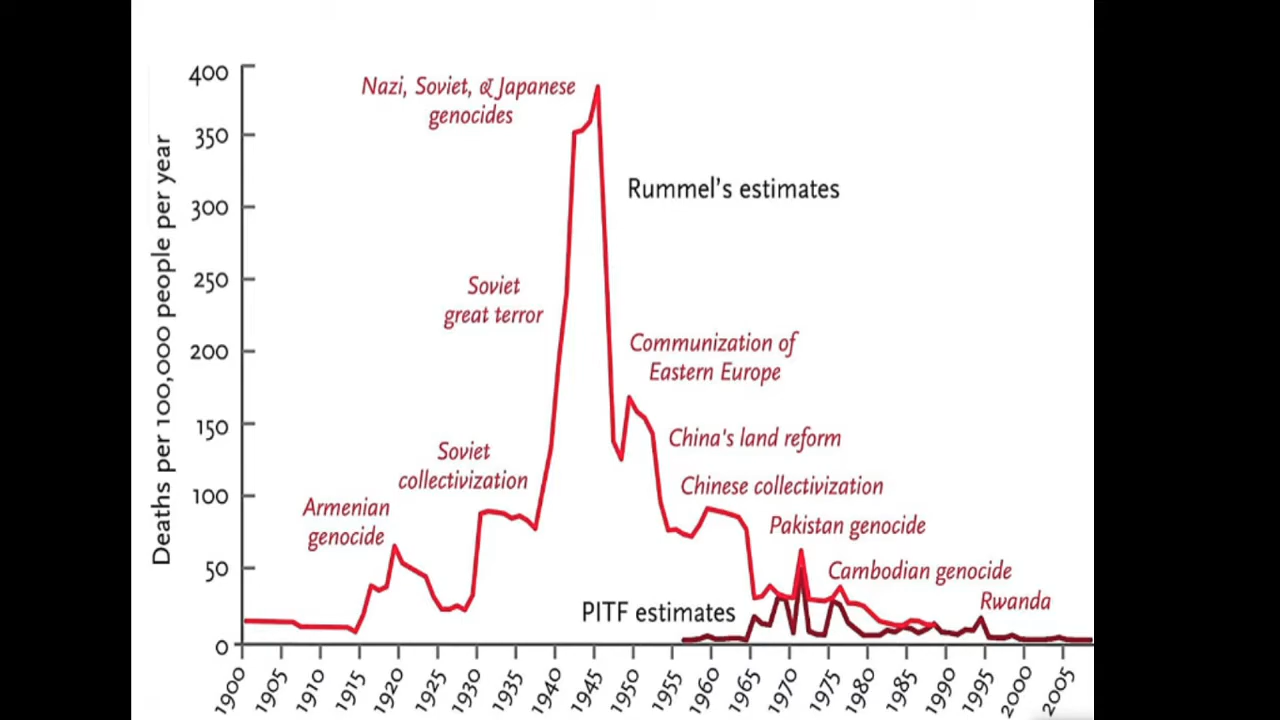 400
350
300
250
200
150
100
50
0
Deaths per 100,000 people per year
Nazi, Soviet, & Japanese
genocides
Rummel's estimates
Soviet
great terror
Communization of
Eastern Europe
China's land reform
Soviet
collectivization
Chinese collectivization
Armenian
genocide
Pakistan genocide
Cambodian genocide
Rwanda
PITF estimates
1900
1905
1910
1915
1920
1925
1930
1935
1940
1945
1950
1955
1960
1965
1970
1975
1980
1985
1990
1995
2000
2005